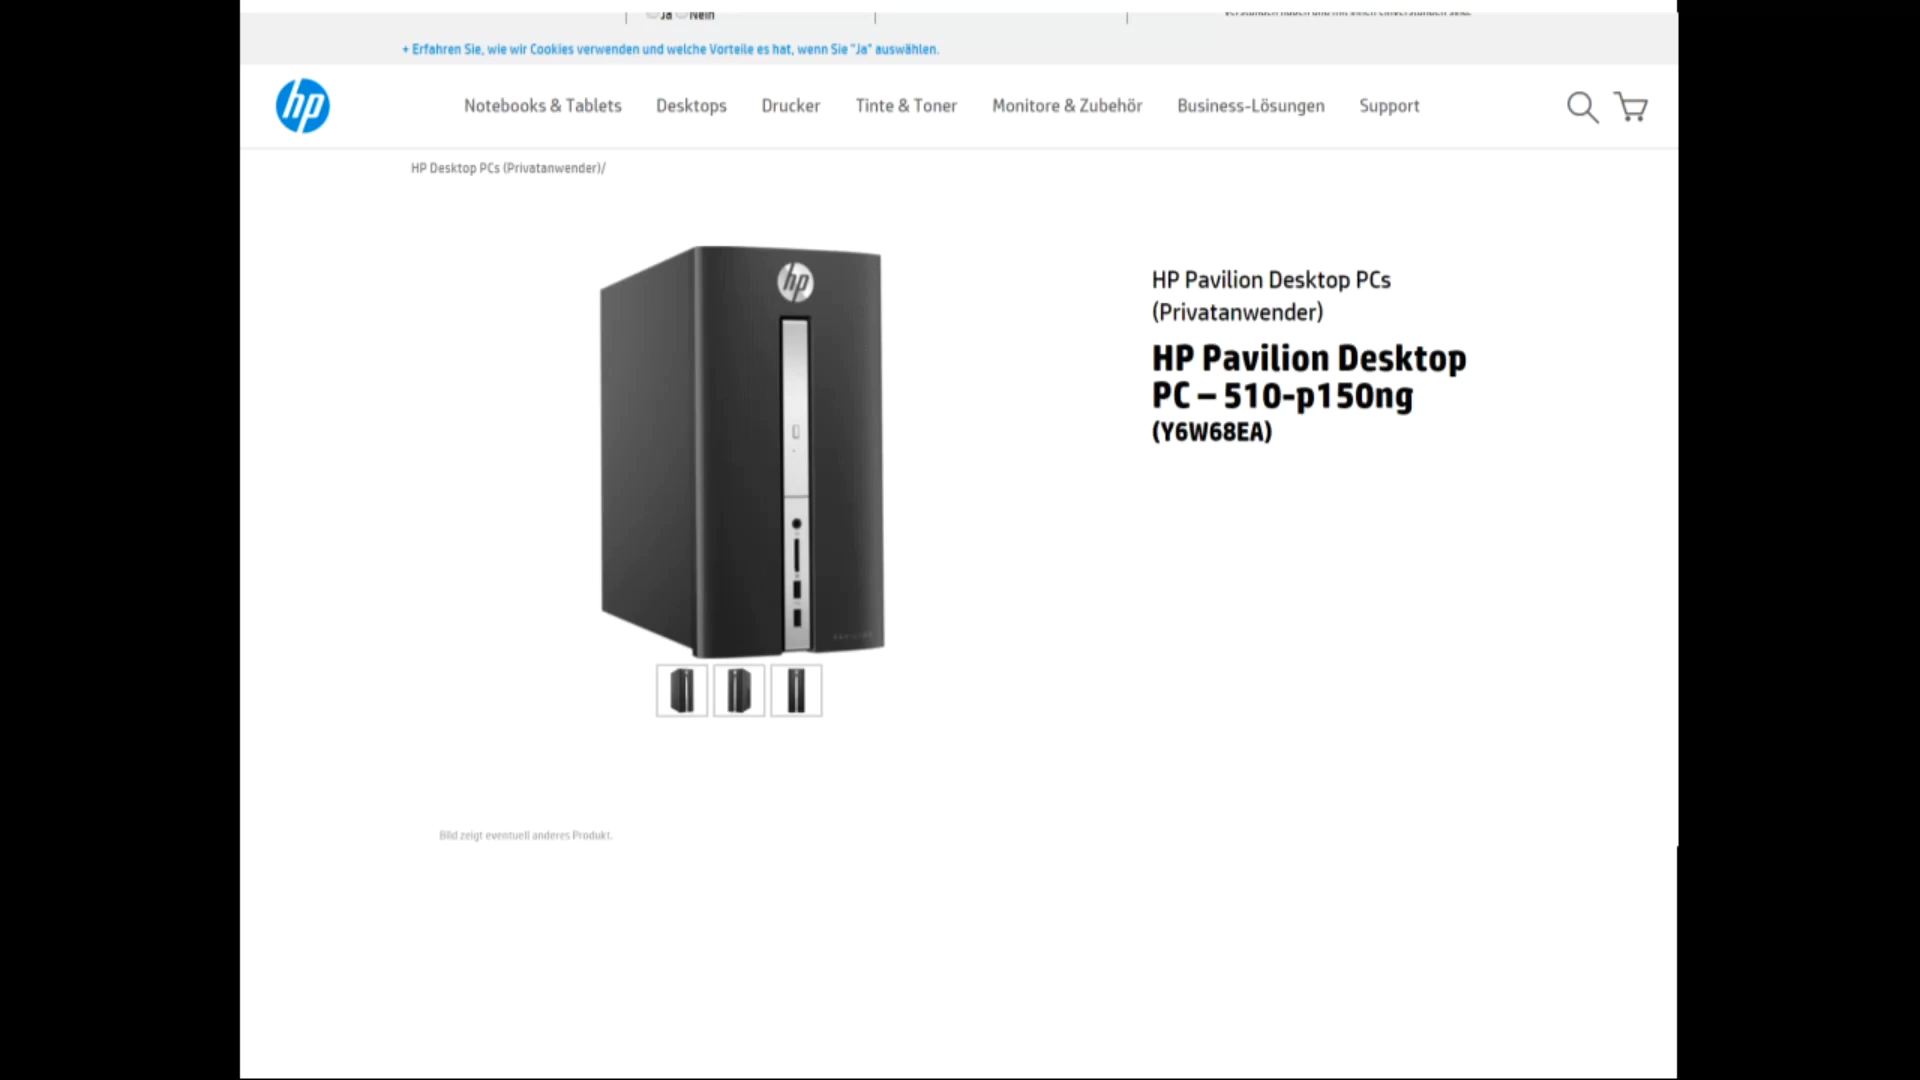 Ja Nein
+ Erfahren Sie, wie wir Cookies verwenden und welche Vorteile es hat, wenn Sie "Ja" auswählen.
hp
Notebooks & Tablets
Desktops
Drucker
Tinte & Toner
Monitore & Zubehör
Business-Lösungen
Support
HP Desktop PCs (Privatanwender)/
hp
HP Pavilion Desktop PCs
(Privatanwender)
HP Pavilion Desktop
PC – 510-p150ng
(Y6W68EA)
Bild zeigt eventuell anderes Produkt.